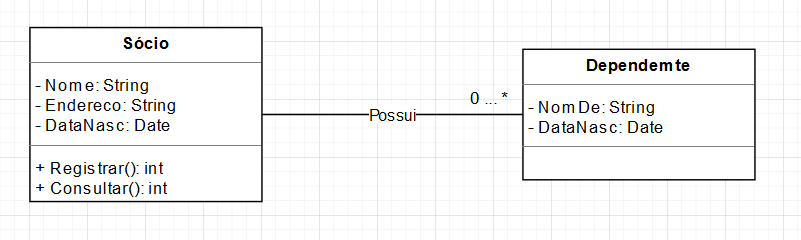 Sócio
- Nome: String
- Endereco: String
- DataNasc: Date
+ Registrar(): int
+ Consultar(): int
Possui
0 ... *
Dependemte
- NomDe: String
- DataNasc: Date